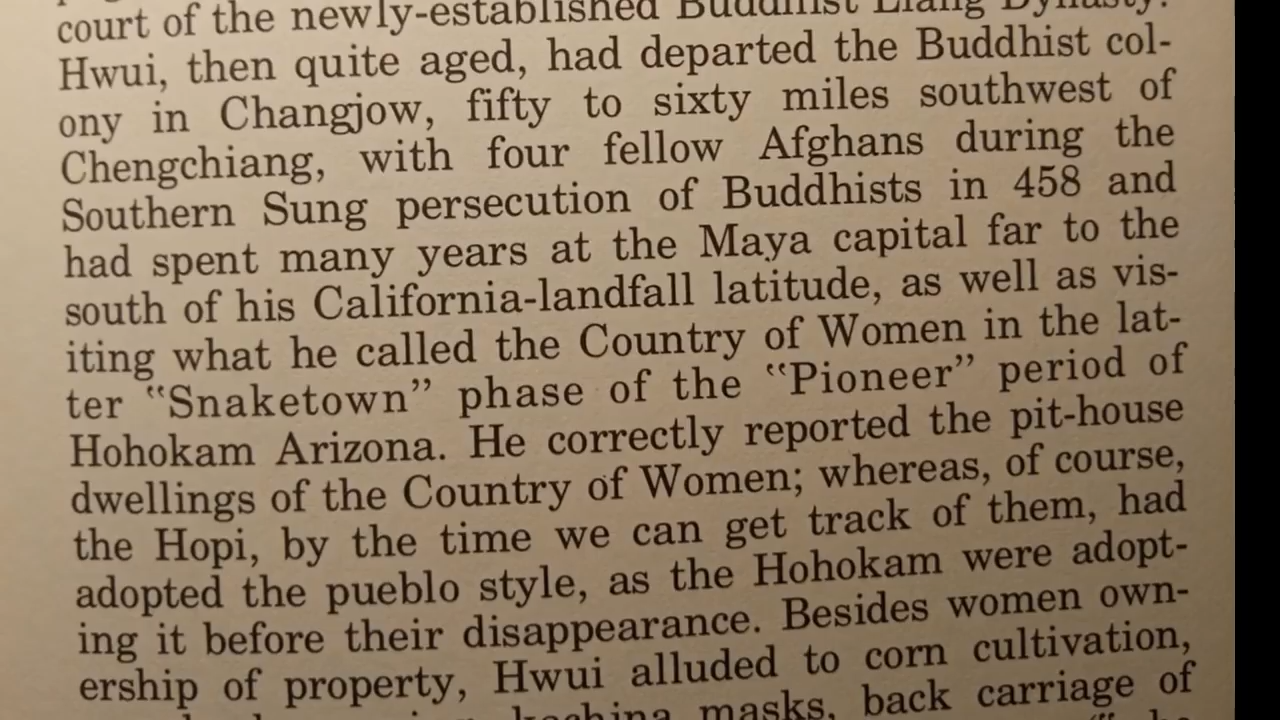 court of the newly-established Buddhist Liang Dynasty.
Hwui, then quite aged, had departed the Buddhist col-
ony in Changjow, fifty to sixty miles southwest of
Chengchiang, with four fellow Afghans during the
Southern Sung persecution of Buddhists in 458 and
had spent many years at the Maya capital far to the
south of his California-landfall latitude, as well as vis-
iting what he called the Country of Women in the lat-
ter “Snaketown” phase of the “Pioneer” period of
Hohokam Arizona. He correctly reported the pit-house
dwellings of the Country of Women; whereas, of course,
the Hopi, by the time we can get track of them, had
adopted the pueblo style, as the Hohokam were adopt-
ing it before their disappearance. Besides women own-
ership of property, Hwui alluded to corn cultivation,
kachina masks, back carriage of